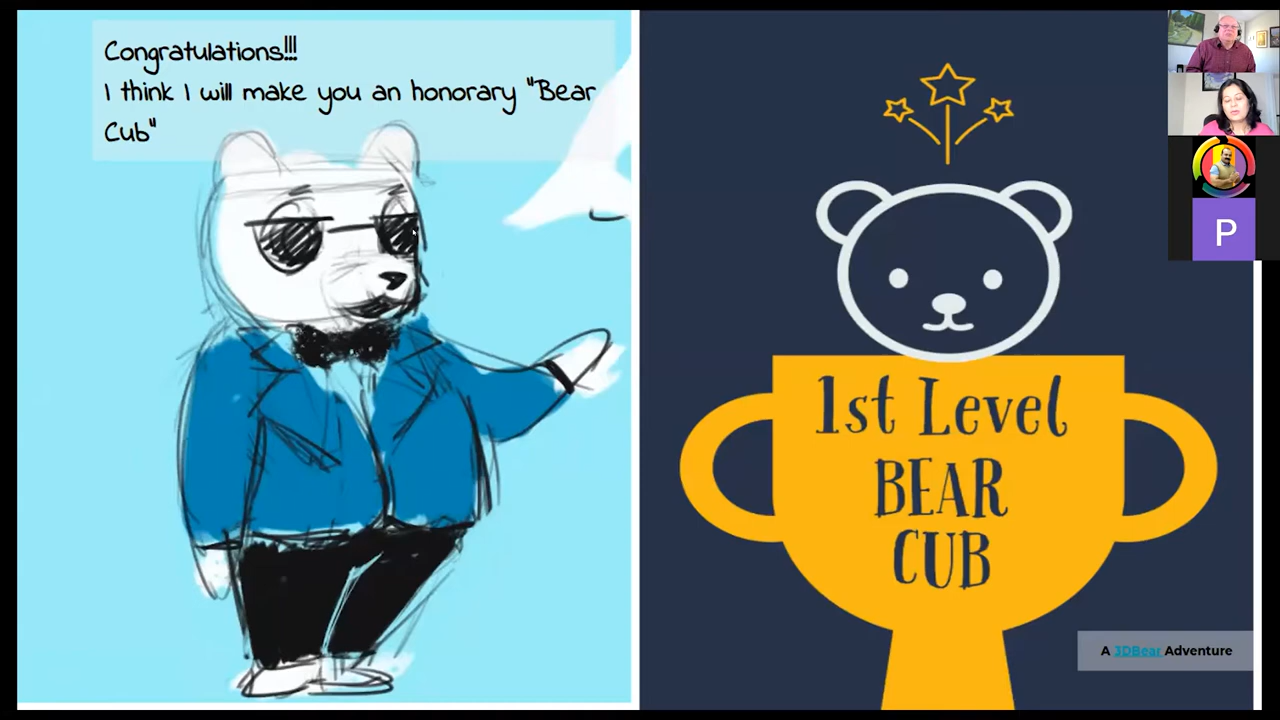 Congratulations!!!
I think I will make you an honorary "Bear
Cub"
1st Level
BEAR
CUB
A 3DBear Adventure
P